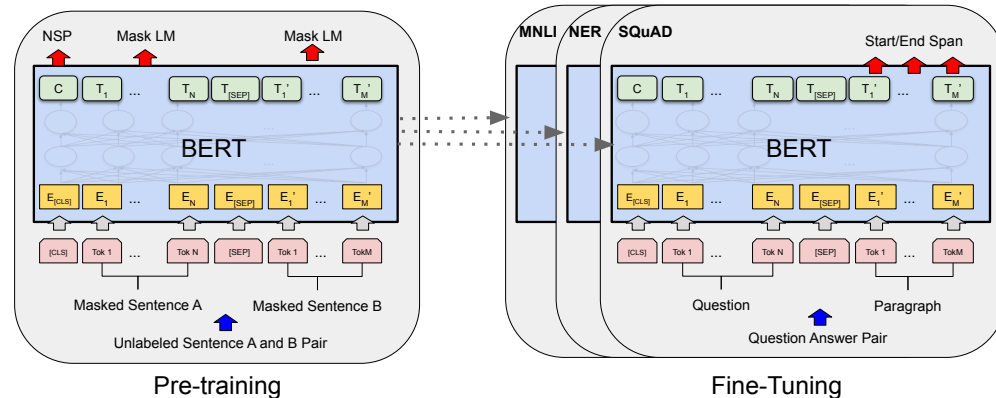 NSP Mask LM Mask LM
C T1 ... TN T[SEP] T1' ... TM'
...
BERT
...
E[CLS] E1 ... EN E[SEP] E1' ... EM'
[CLS] Tok 1 ... Tok N [SEP] Tok 1 ... TokM
Masked Sentence A Masked Sentence B
Unlabeled Sentence A and B Pair
Pre-training
MNLI NER SQuAD
Start/End Span
C T1 ... TN T[SEP] T1' ... TM'
...
BERT
...
E[CLS] E1 ... EN E[SEP] E1' ... EM'
[CLS] Tok 1 ... Tok N [SEP] Tok 1 ... TokM
Question Paragraph
Question Answer Pair
Fine-Tuning